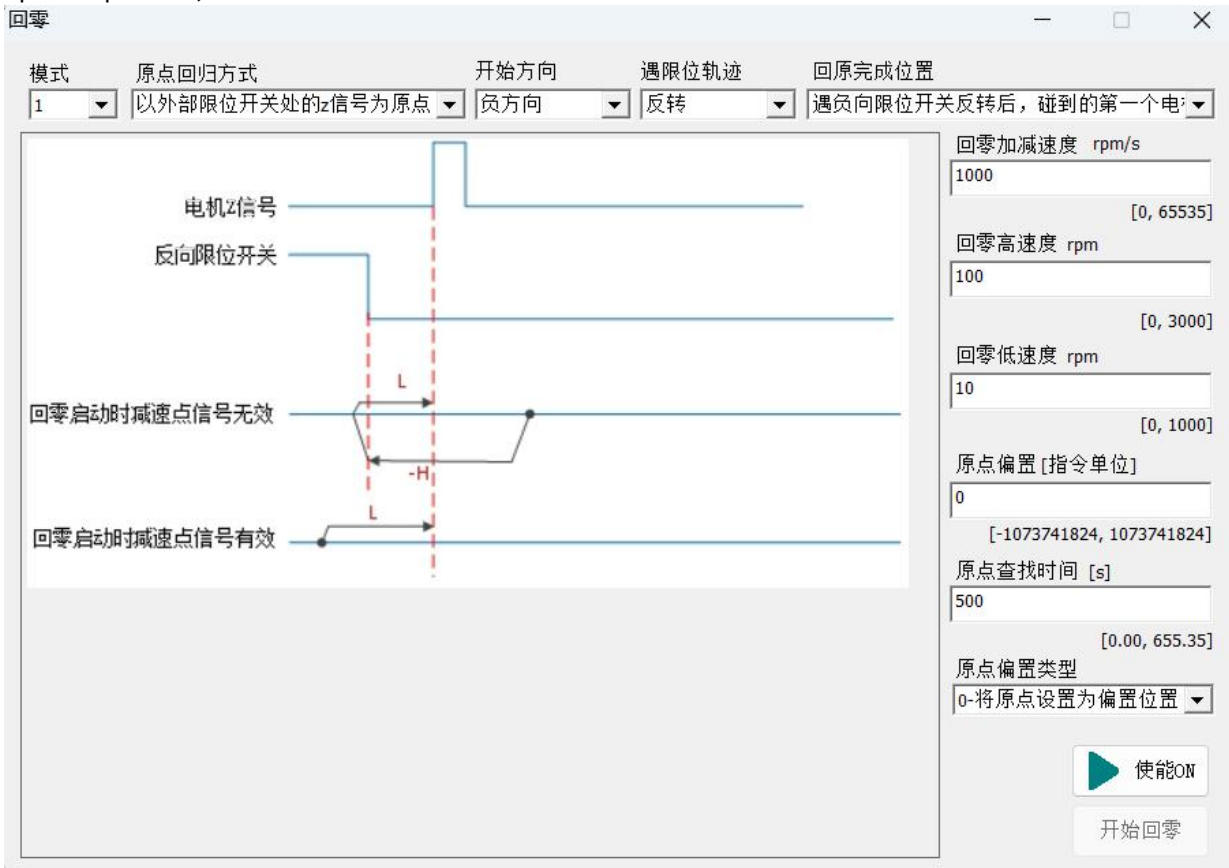 回零
模式 原点回归方式 开始方向 遇限位轨迹 回原完成位置
1 以外部限位开关处的z信号为原点 负方向 反转 遇负向限位开关反转后，碰到的第一个电
回零加减速度 rpm/s
1000
[0, 65535]
电机Z信号
反向限位开关
回零高速度 rpm
100
[0, 3000]
回零低速度 rpm
10
[0, 1000]
L
回零启动时减速点信号无效
-H
L
回零启动时减速点信号有效
原点偏置[指令单位]
0
[-1073741824, 1073741824]
原点查找时间 [s]
500
[0.00, 655.35]
原点偏置类型
0-将原点设置为偏置位置
使能ON
开始回零